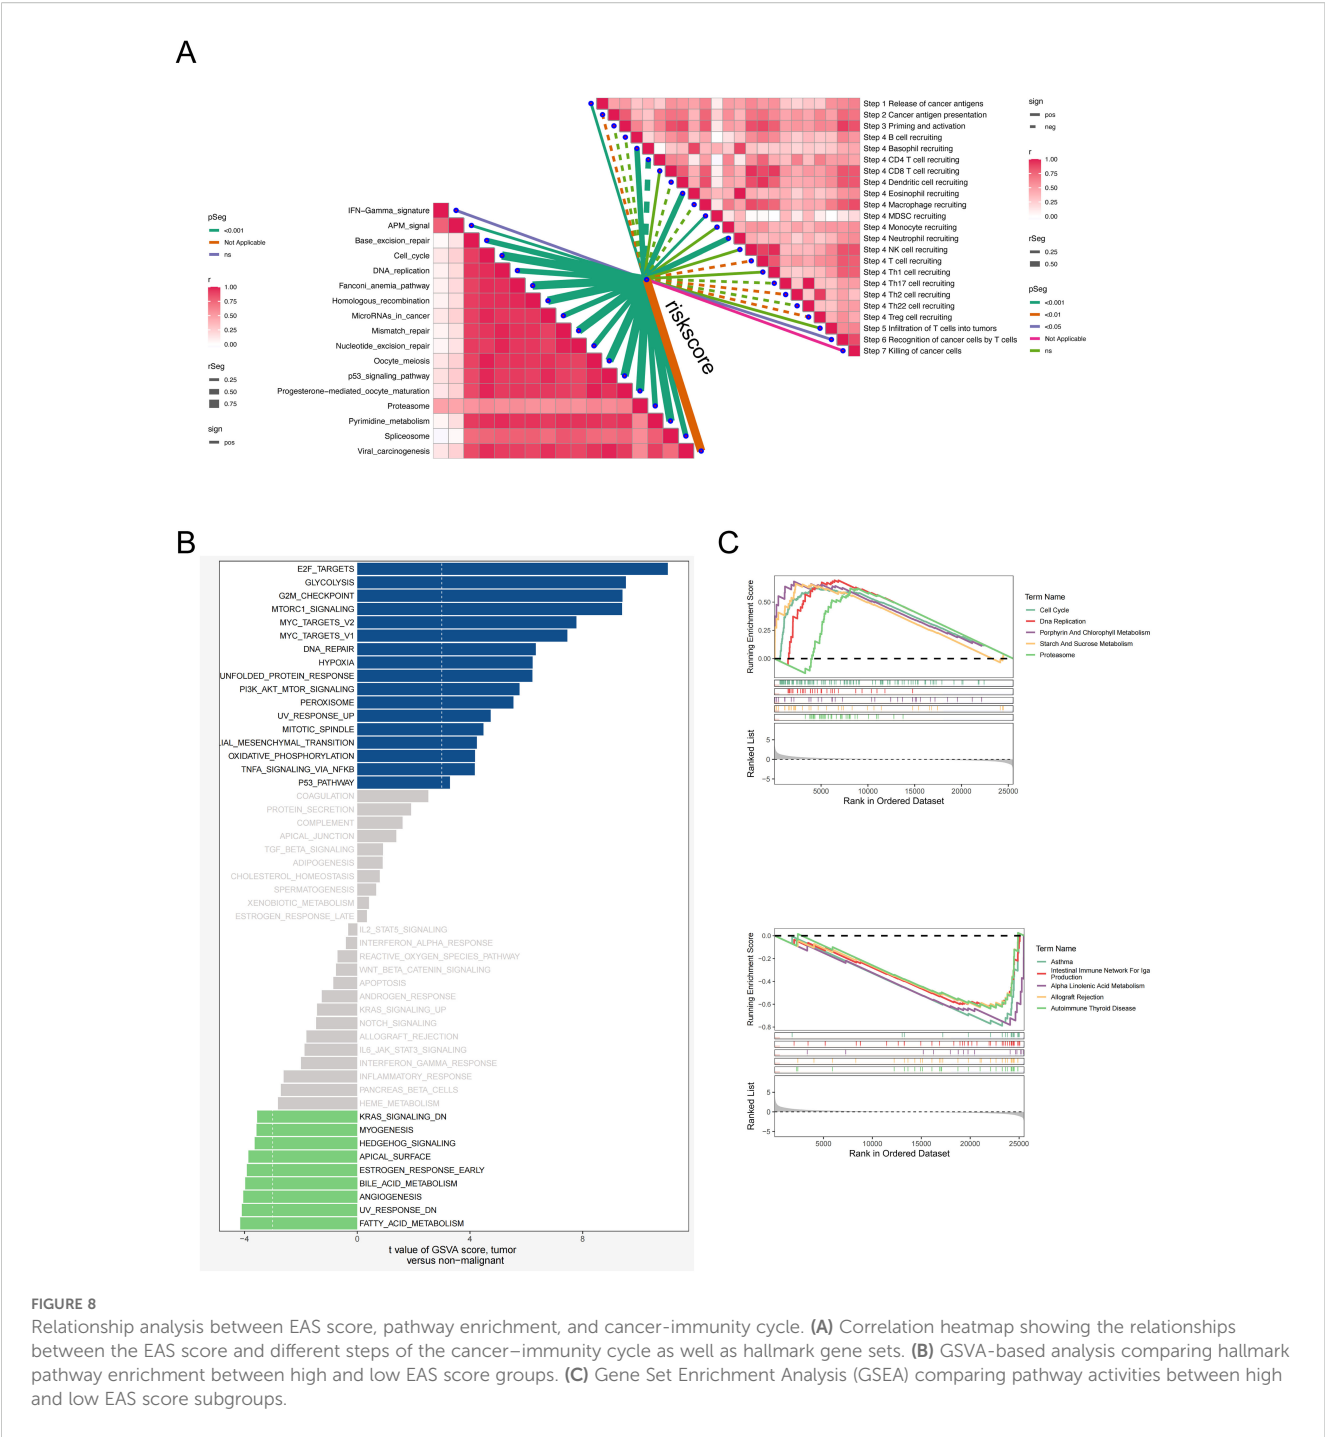 A
Step 1 Release of cancer antigens
Step 2 Cancer antigen presentation
Step 3 Priming and activation
Step 4 B cell recruiting
Step 4 Basophil recruiting
Step 4 CD4 T cell recruiting
Step 4 CD8 T cell recruiting
Step 4 Dendritic cell recruiting
Step 4 Eosinophil recruiting
Step 4 Macrophage recruiting
Step 4 MDSC recruiting
Step 4 Monocyte recruiting
Step 4 Neutrophil recruiting
Step 4 NK cell recruiting
Step 4 T cell recruiting
Step 4 Th1 cell recruiting
Step 4 Th17 cell recruiting
Step 4 Th2 cell recruiting
Step 4 Th22 cell recruiting
Step 4 Treg cell recruiting
Step 5 Infiltration of T cells into tumors
Step 6 Recognition of cancer cells by T cells
Step 7 Killing of cancer cells
sign
pos
neg
r
1.00
0.75
0.50
0.25
0.00
rSeg
0.25
0.50
pSeg
<0.001
<0.01
<0.05
Not Applicable
ns
riskscore
pSeg
<0.001
Not Applicable
ns
r
1.00
0.75
0.50
0.25
0.00
rSeg
0.25
0.50
0.75
sign
pos
IFN−Gamma_signature
APM_signal
Base_excision_repair
Cell_cycle
DNA_replication
Fanconi_anemia_pathway
Homologous_recombination
MicroRNAs_in_cancer
Mismatch_repair
Nucleotide_excision_repair
Oocyte_meiosis
p53_signaling_pathway
Progesterone−mediated_oocyte_maturation
Proteasome
Pyrimidine_metabolism
Spliceosome
Viral_carcinogenesis
B
E2F_TARGETS
GLYCOLYSIS
G2M_CHECKPOINT
MTORC1_SIGNALING
MYC_TARGETS_V2
MYC_TARGETS_V1
DNA_REPAIR
HYPOXIA
UNFOLDED_PROTEIN_RESPONSE
PI3K_AKT_MTOR_SIGNALING
PEROXISOME
UV_RESPONSE_UP
MITOTIC_SPINDLE
IAL_MESENCHYMAL_TRANSITION
OXIDATIVE_PHOSPHORYLATION
TNFA_SIGNALING_VIA_NFKB
P53_PATHWAY
COAGULATION
PROTEIN_SECRETION
COMPLEMENT
APICAL_JUNCTION
TGF_BETA_SIGNALING
ADIPOGENESIS
CHOLESTEROL_HOMEOSTASIS
SPERMATOGENESIS
XENOBIOTIC_METABOLISM
ESTROGEN_RESPONSE_LATE
IL2_STAT5_SIGNALING
INTERFERON_ALPHA_RESPONSE
REACTIVE_OXYGEN_SPECIES_PATHWAY
WNT_BETA_CATENIN_SIGNALING
APOPTOSIS
ANDROGEN_RESPONSE
KRAS_SIGNALING_UP
NOTCH_SIGNALING
ALLOGRAFT_REJECTION
IL6_JAK_STAT3_SIGNALING
INTERFERON_GAMMA_RESPONSE
INFLAMMATORY_RESPONSE
PANCREAS_BETA_CELLS
HEME_METABOLISM
KRAS_SIGNALING_DN
MYOGENESIS
HEDGEHOG_SIGNALING
APICAL_SURFACE
ESTROGEN_RESPONSE_EARLY
BILE_ACID_METABOLISM
ANGIOGENESIS
UV_RESPONSE_DN
FATTY_ACID_METABOLISM
−4 0 4 8
t value of GSVA score, tumor
versus non−malignant
C
Running Enrichment Score
0.50
0.25
0.00
Ranked List
5
0
−5
5000 10000 15000 20000 25000
Rank in Ordered Dataset
Term Name
Cell Cycle
Dna Replication
Porphyrin And Chlorophyll Metabolism
Starch And Sucrose Metabolism
Proteasome
Running Enrichment Score
0.0
−0.2
−0.4
−0.6
−0.8
Ranked List
5
0
−5
5000 10000 15000 20000 25000
Rank in Ordered Dataset
Term Name
Asthma
Intestinal Immune Network For Iga
Production
Alpha Linolenic Acid Metabolism
Allograft Rejection
Autoimmune Thyroid Disease
FIGURE 8
Relationship analysis between EAS score, pathway enrichment, and cancer-immunity cycle. (A) Correlation heatmap showing the relationships
between the EAS score and different steps of the cancer–immunity cycle as well as hallmark gene sets. (B) GSVA-based analysis comparing hallmark
pathway enrichment between high and low EAS score groups. (C) Gene Set Enrichment Analysis (GSEA) comparing pathway activities between high
and low EAS score subgroups.